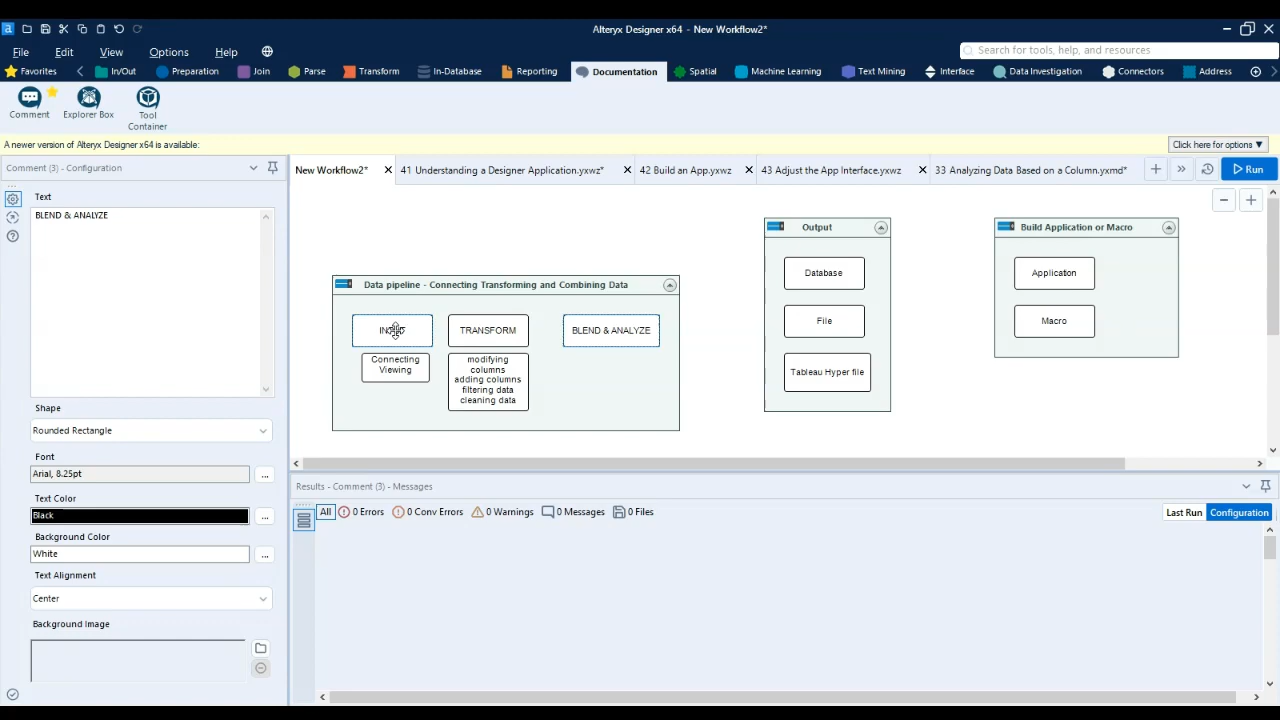 Alteryx Designer x64 - New Workflow2*
File Edit View Options Help
Search for tools, help, and resources
Favorites In/Out Preparation Join Parse Transform In-Database Reporting Documentation Spatial Machine Learning Text Mining Interface Data Investigation Connectors Address
Comment Explorer Box Tool
Container
A newer version of Alteryx Designer x64 is available: Click here for options ▼
Comment (3) - Configuration
New Workflow2* 41 Understanding a Designer Application.yxwz* 42 Build an App.yxwz 43 Adjust the App Interface.yxwz 33 Analyzing Data Based on a Column.yxmd* Run
Text
BLEND & ANALYZE
Shape
Rounded Rectangle
Font
Arial, 8.25pt
...
Text Color
Black
...
Background Color
White
...
Text Alignment
Center
Background Image
Data pipeline - Connecting Transforming and Combining Data
TRANSFORM
BLEND & ANALYZE
Connecting
Viewing
modifying
columns
adding columns
filtering data
cleaning data
Output
Database
File
Tableau Hyper file
Build Application or Macro
Application
Macro
Results - Comment (3) - Messages
All 0 Errors 0 Conv Errors 0 Warnings 0 Messages 0 Files Last Run Configuration